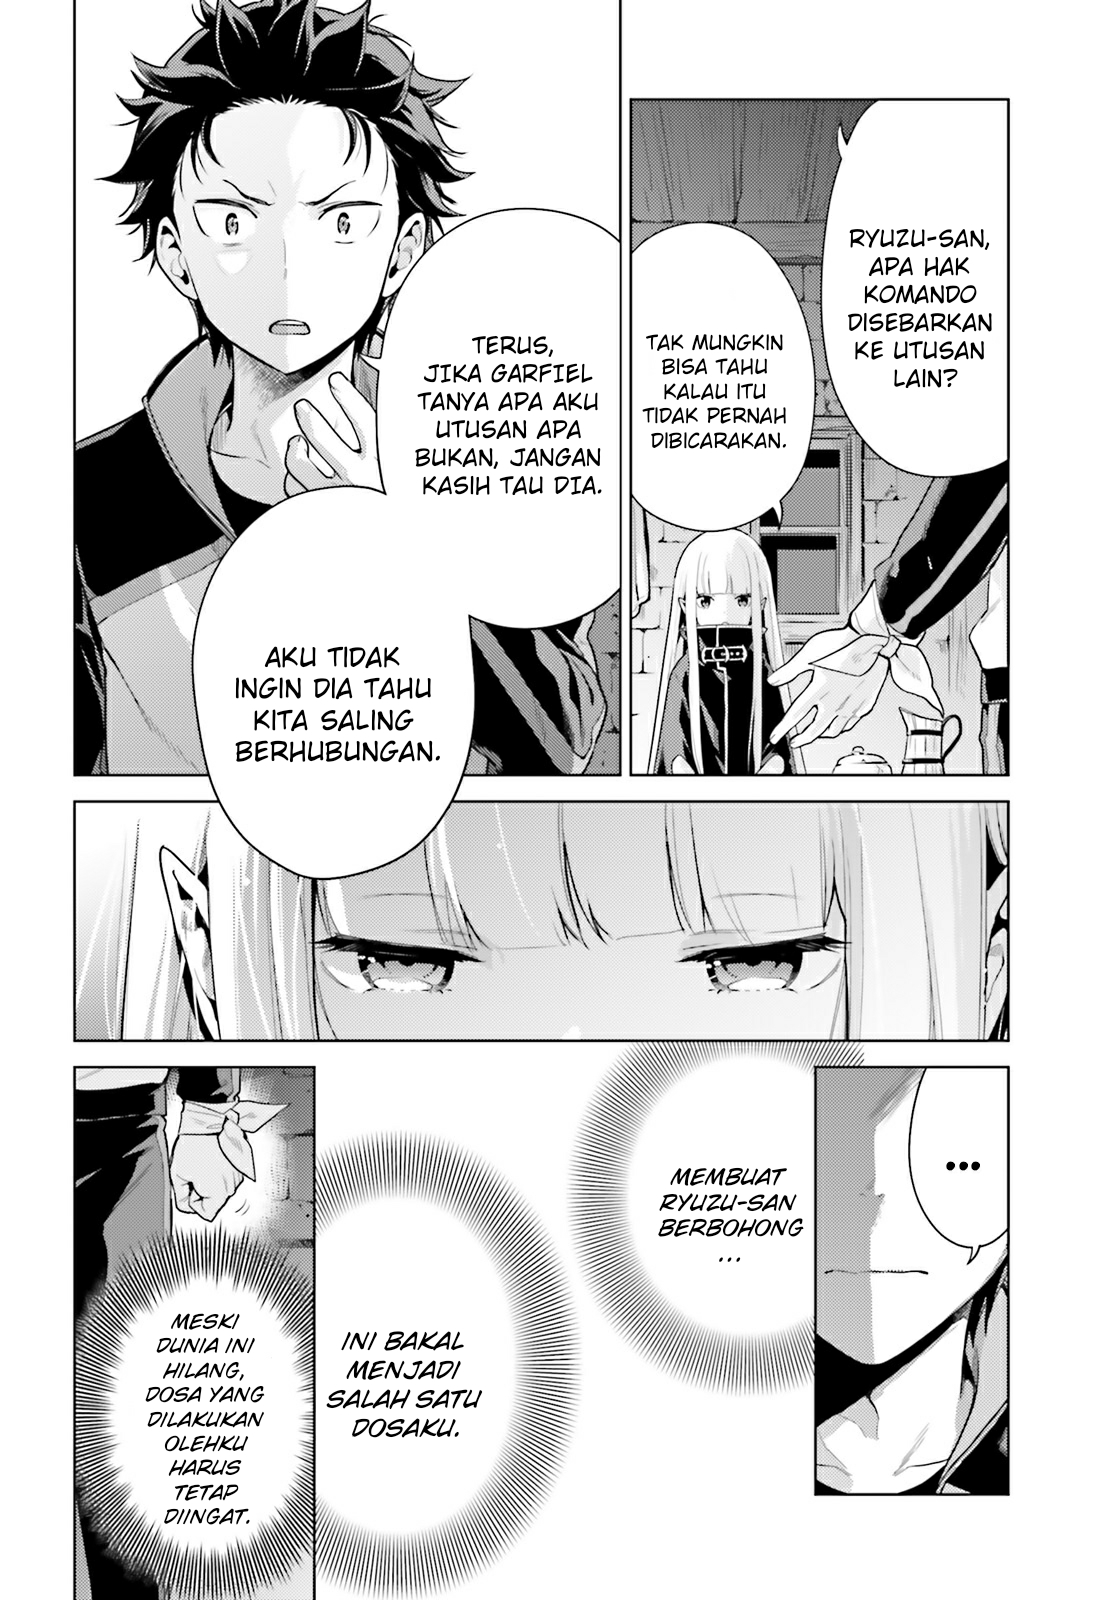 RYUZU-SAN,
APA HAK
KOMANDO
DISEBARKAN
KE UTUSAN
LAIN?
TAK MUNGKIN
BISA TAHU
KALAU ITU
TIDAK PERNAH
DIBICARAKAN.
TERUS,
JIKA GARFIEL
TANYA APA AKU
UTUSAN APA
BUKAN, JANGAN
KASIH TAU DIA.
AKU TIDAK
INGIN DIA TAHU
KITA SALING
BERHUBUNGAN.
...
MEMBUAT
RYUZU-SAN
BERBOHONG
...
INI BAKAL
MENJADI
SALAH SATU
DOSAKU.
MESKI
DUNIA INI
HILANG,
DOSA YANG
DILAKUKAN
OLEHKU
HARUS
TETAP
DIINGAT.